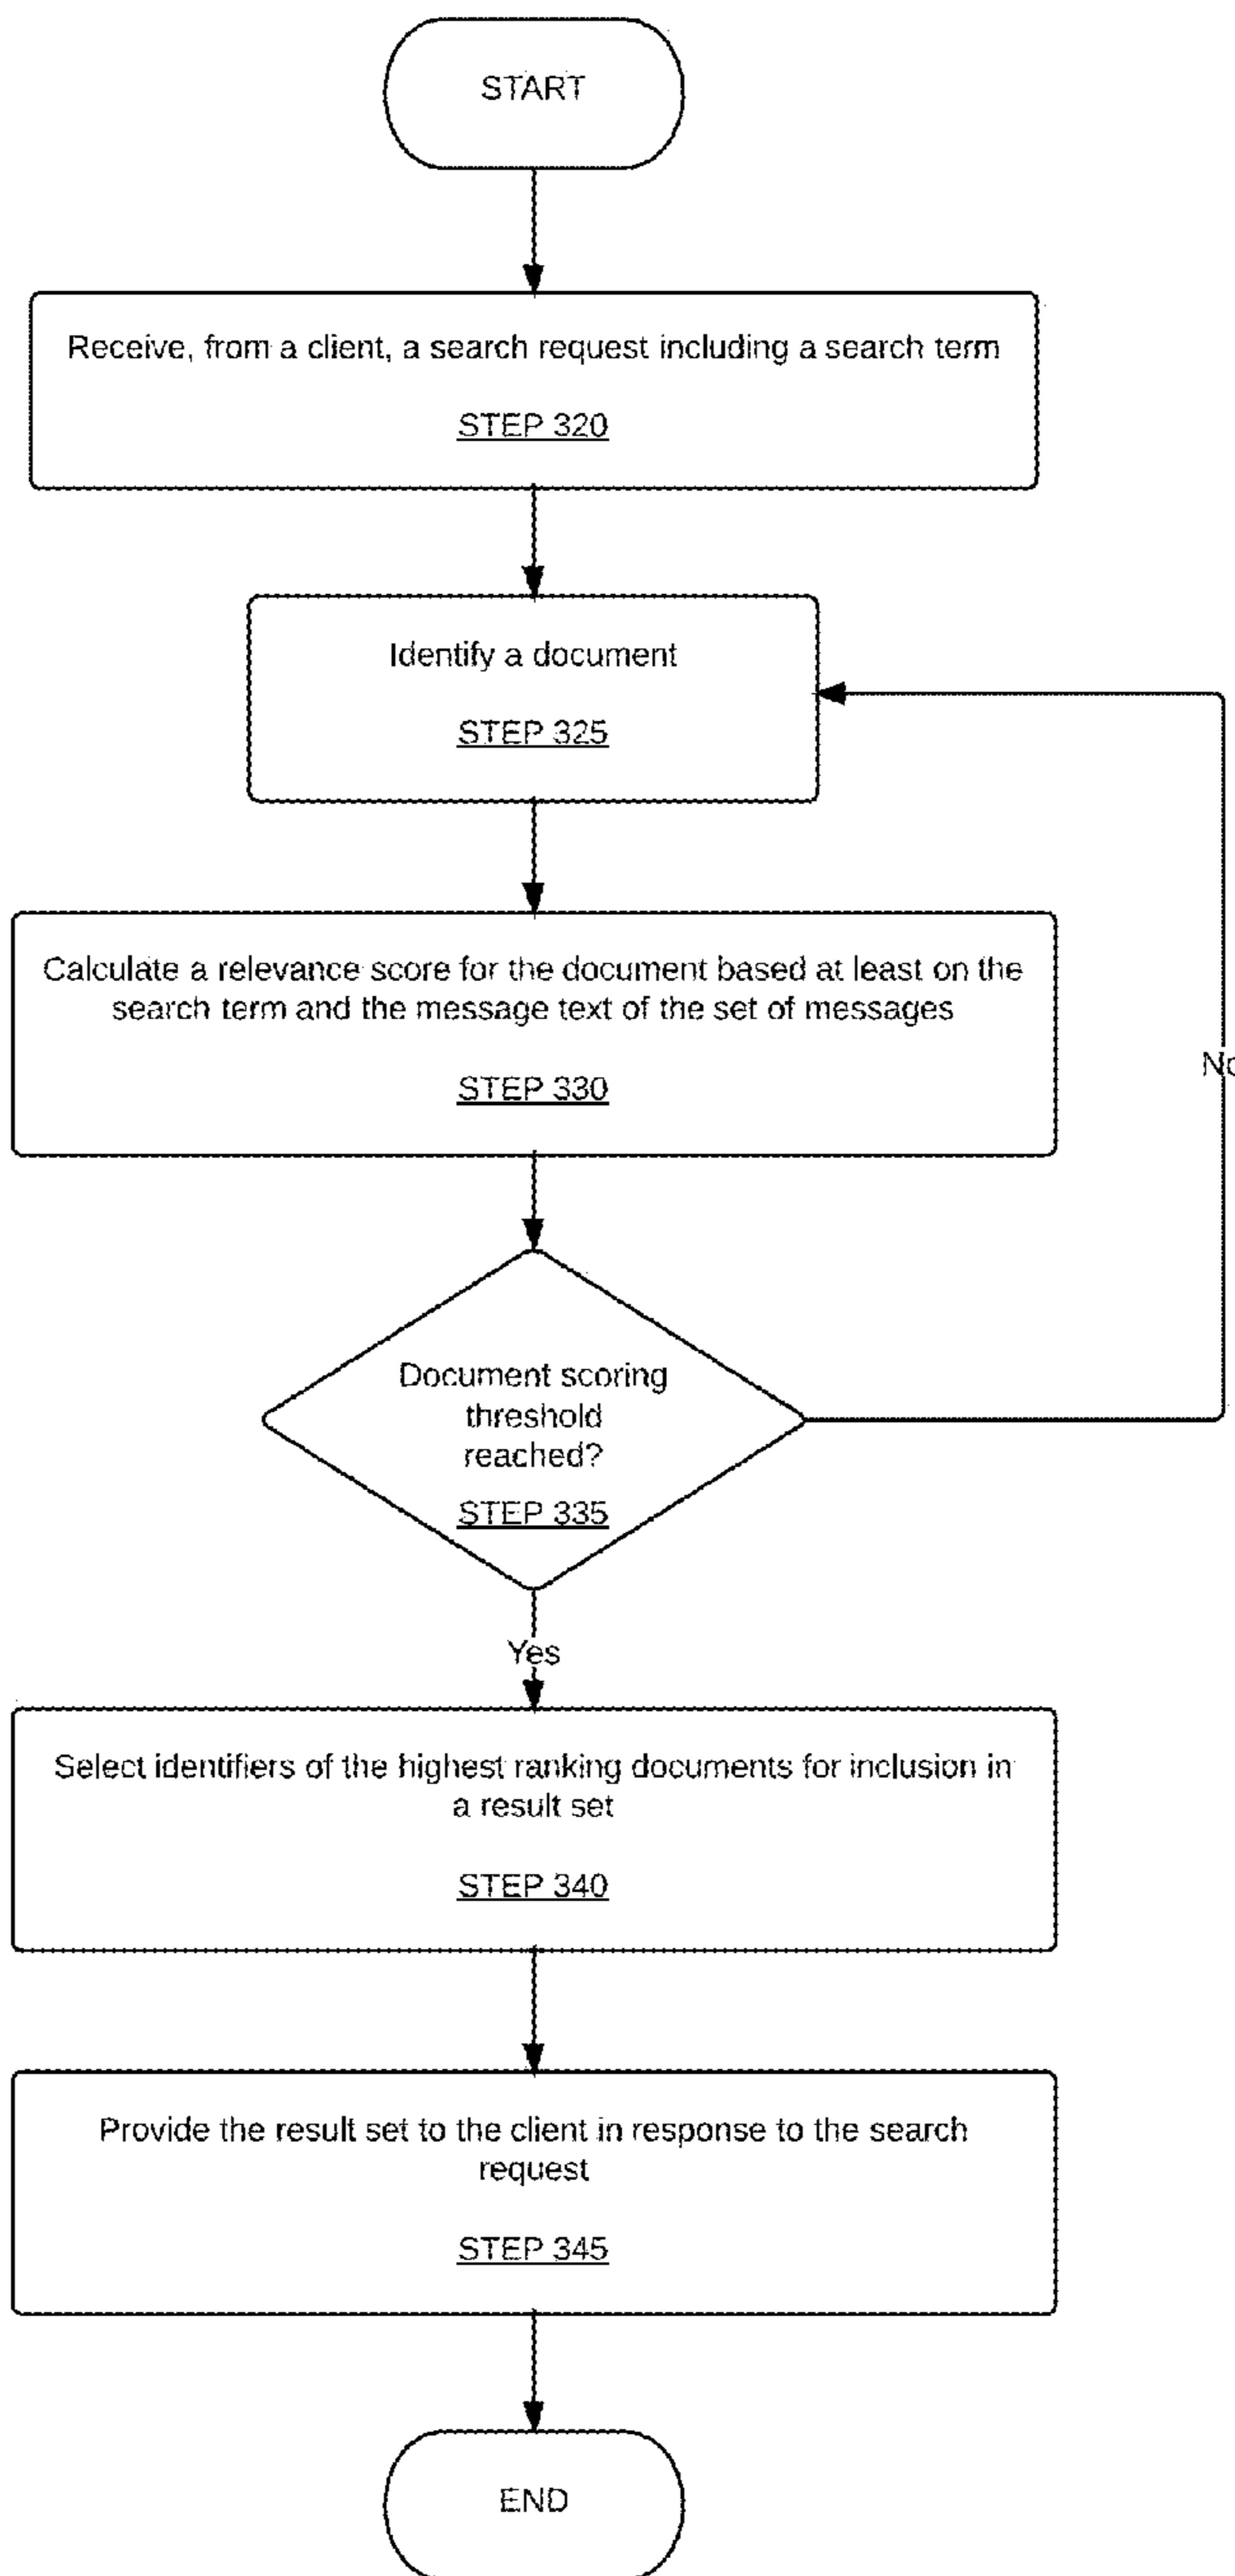 START
Receive, from a client, a search request including a search term
STEP 320
Identify a document
STEP 325
Calculate a relevance score for the document based at least on the
search term and the message text of the set of messages
STEP 330
No
Document scoring
threshold
reached?
STEP 335
Yes
Select identifiers of the highest ranking documents for inclusion in
a result set
STEP 340
Provide the result set to the client in response to the search
request
STEP 345
END